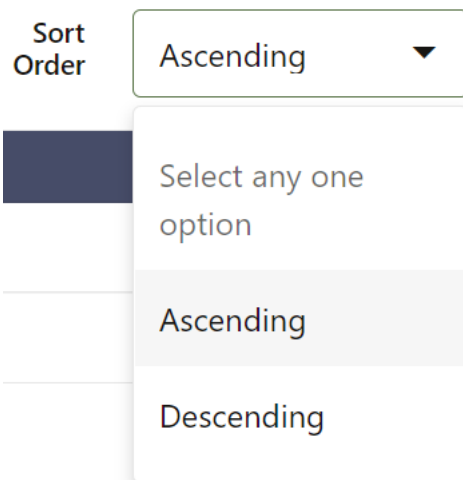 Sort
Order
Ascending
Select any one
option
Ascending
Descending